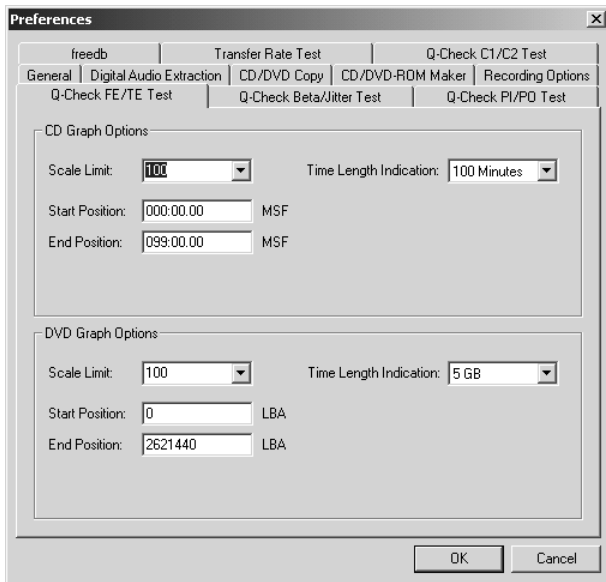 Preferences
freedb Transfer Rate Test Q-Check C1/C2 Test
General Digital Audio Extraction CD/DVD Copy CD/DVD-ROM Maker Recording Options
Q-Check FE/TE Test Q-Check Beta/Jitter Test Q-Check PI/PO Test
CD Graph Options
Scale Limit: 100 Time Length Indication: 100 Minutes
Start Position: 000:00.00 MSF
End Position: 099:00.00 MSF
DVD Graph Options
Scale Limit: 100 Time Length Indication: 5 GB
Start Position: 0 LBA
End Position: 2621440 LBA
OK Cancel